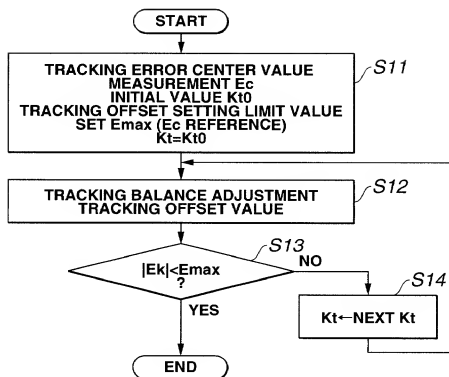 START
S11
TRACKING ERROR CENTER VALUE
MEASUREMENT Ec
INITIAL VALUE Kt0
TRACKING OFFSET SETTING LIMIT VALUE
SET Emax (Ec REFERENCE)
Kt=Kt0
S12
TRACKING BALANCE ADJUSTMENT
TRACKING OFFSET VALUE
S13
|Ek|<Emax
?
NO
YES
S14
Kt←NEXT Kt
END